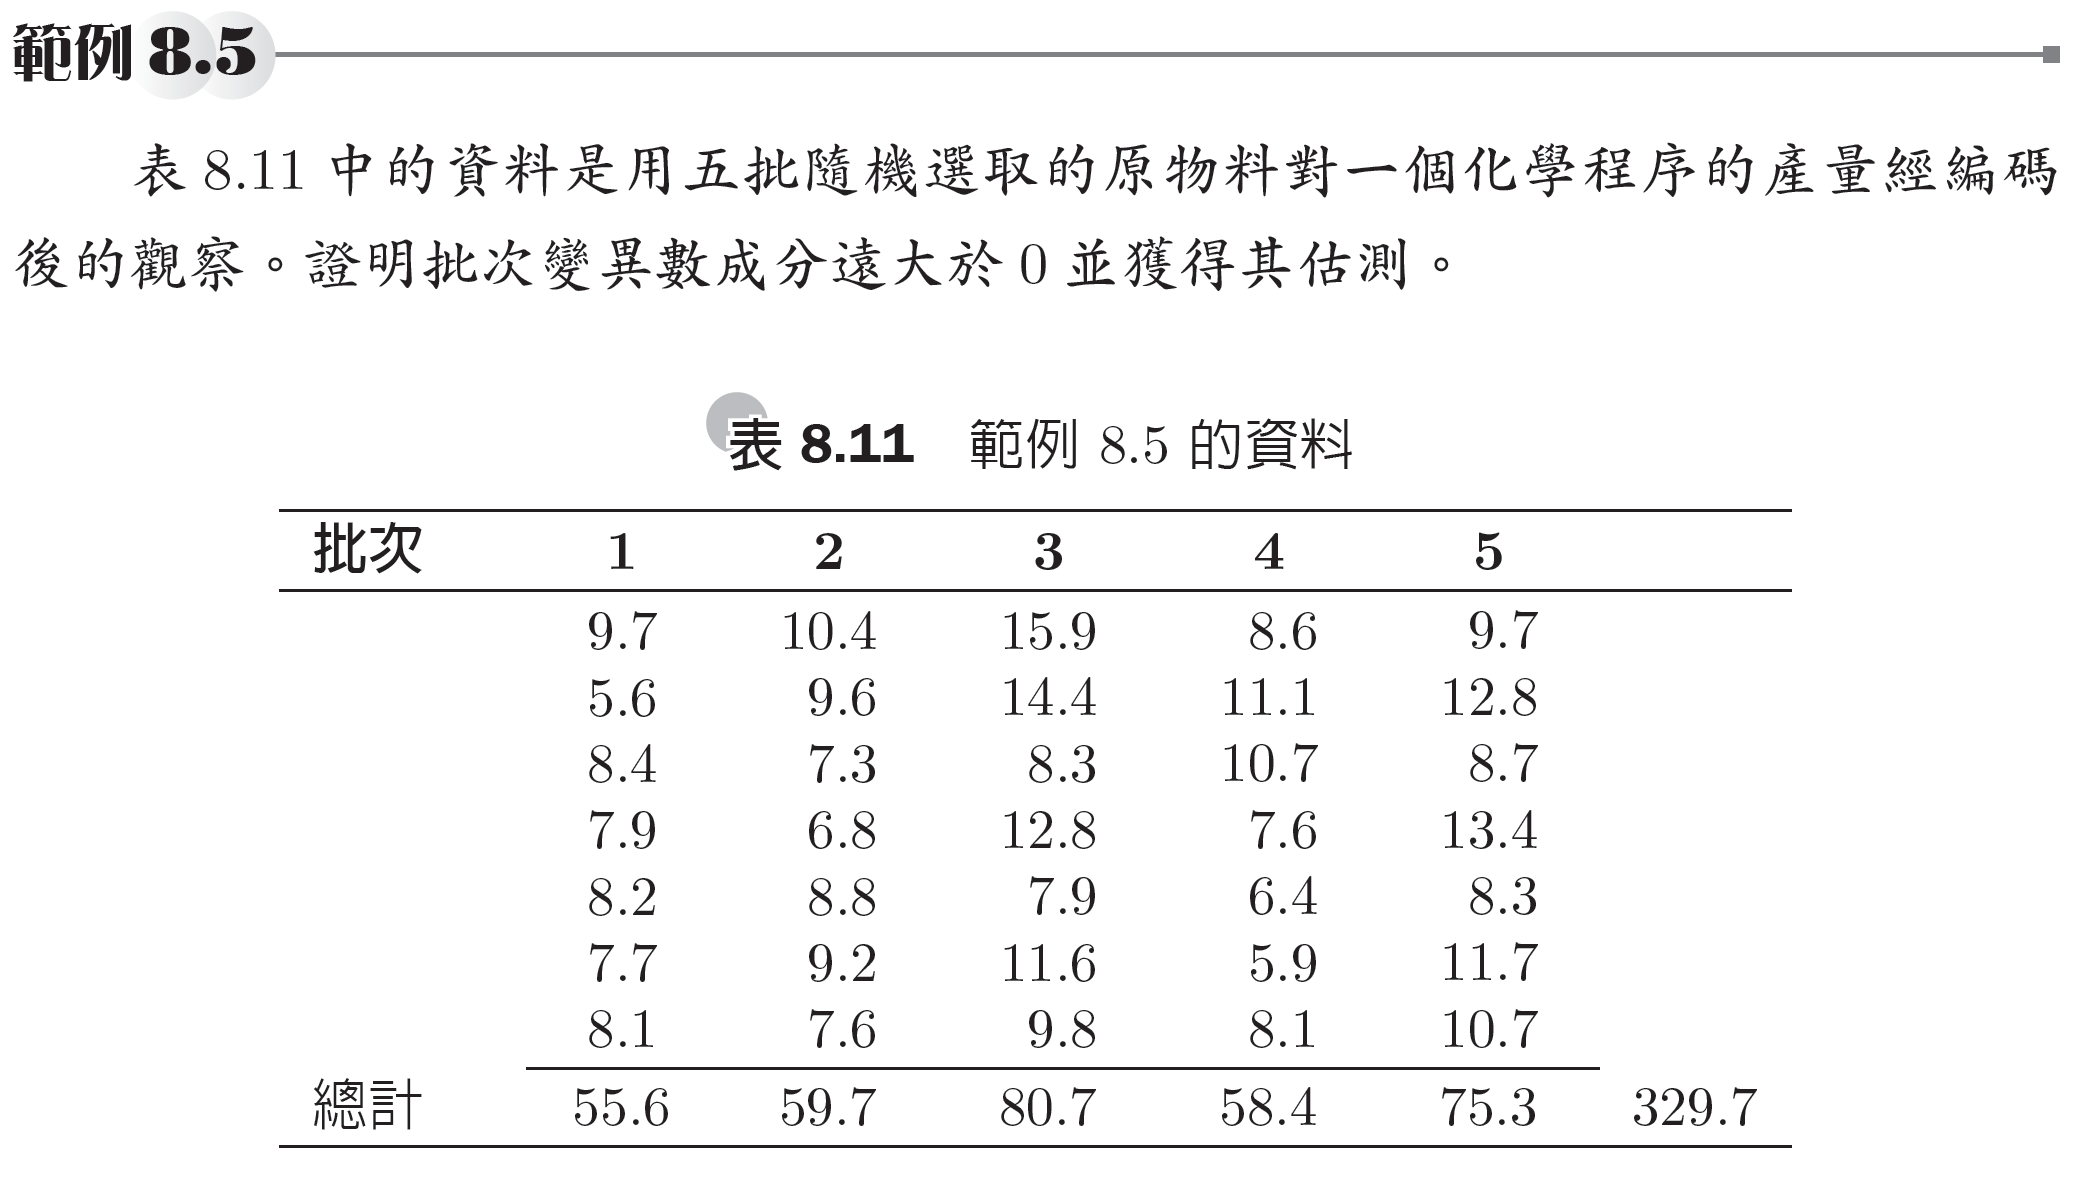 範例 8.5
表 8.11 中的資料是用五批隨機選取的原物料對一個化學程序的產量經編碼
後的觀察。證明批次變異數成分遠大於 0 並獲得其估測。
表 8.11 範例 8.5 的資料
批次 1 2 3 4 5
9.7 10.4 15.9 8.6 9.7
5.6 9.6 14.4 11.1 12.8
8.4 7.3 8.3 10.7 8.7
7.9 6.8 12.8 7.6 13.4
8.2 8.8 7.9 6.4 8.3
7.7 9.2 11.6 5.9 11.7
8.1 7.6 9.8 8.1 10.7
總計 55.6 59.7 80.7 58.4 75.3 329.7